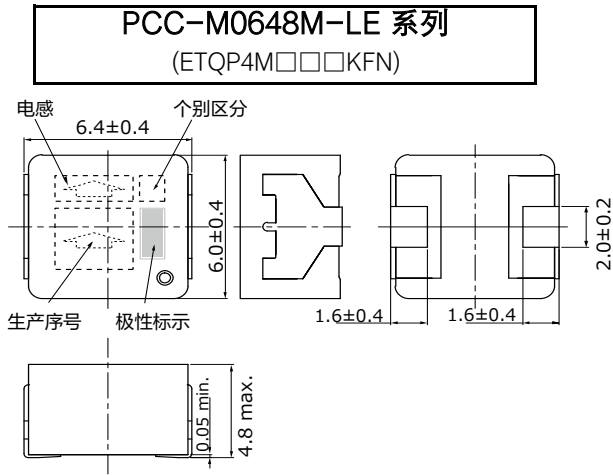 PCC-M0648M-LE 系列
(ETQP4M□□□KFN)
电感
个别区分
6.4±0.4
6.0±0.4
2.0±0.2
生产序号
极性标示
1.6±0.4
1.6±0.4
0.05 min.
4.8 max.